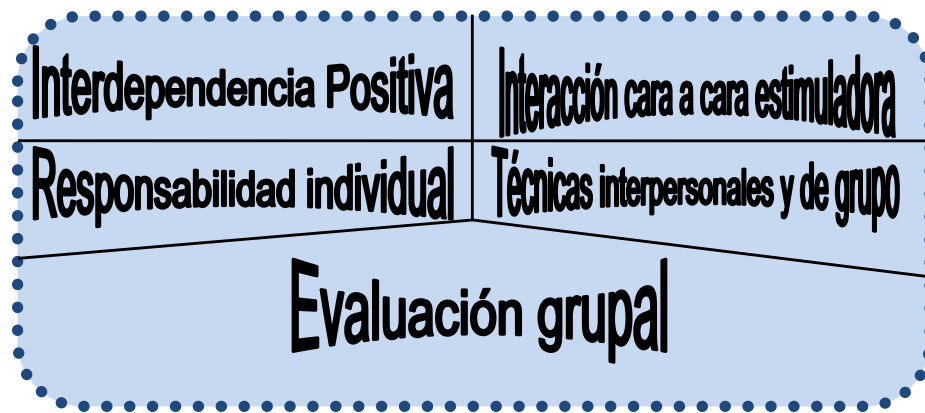 Interdependencia Positiva
Interacción cara a cara estimuladora
Responsabilidad individual
Técnicas interpersonales y de grupo
Evaluación grupal